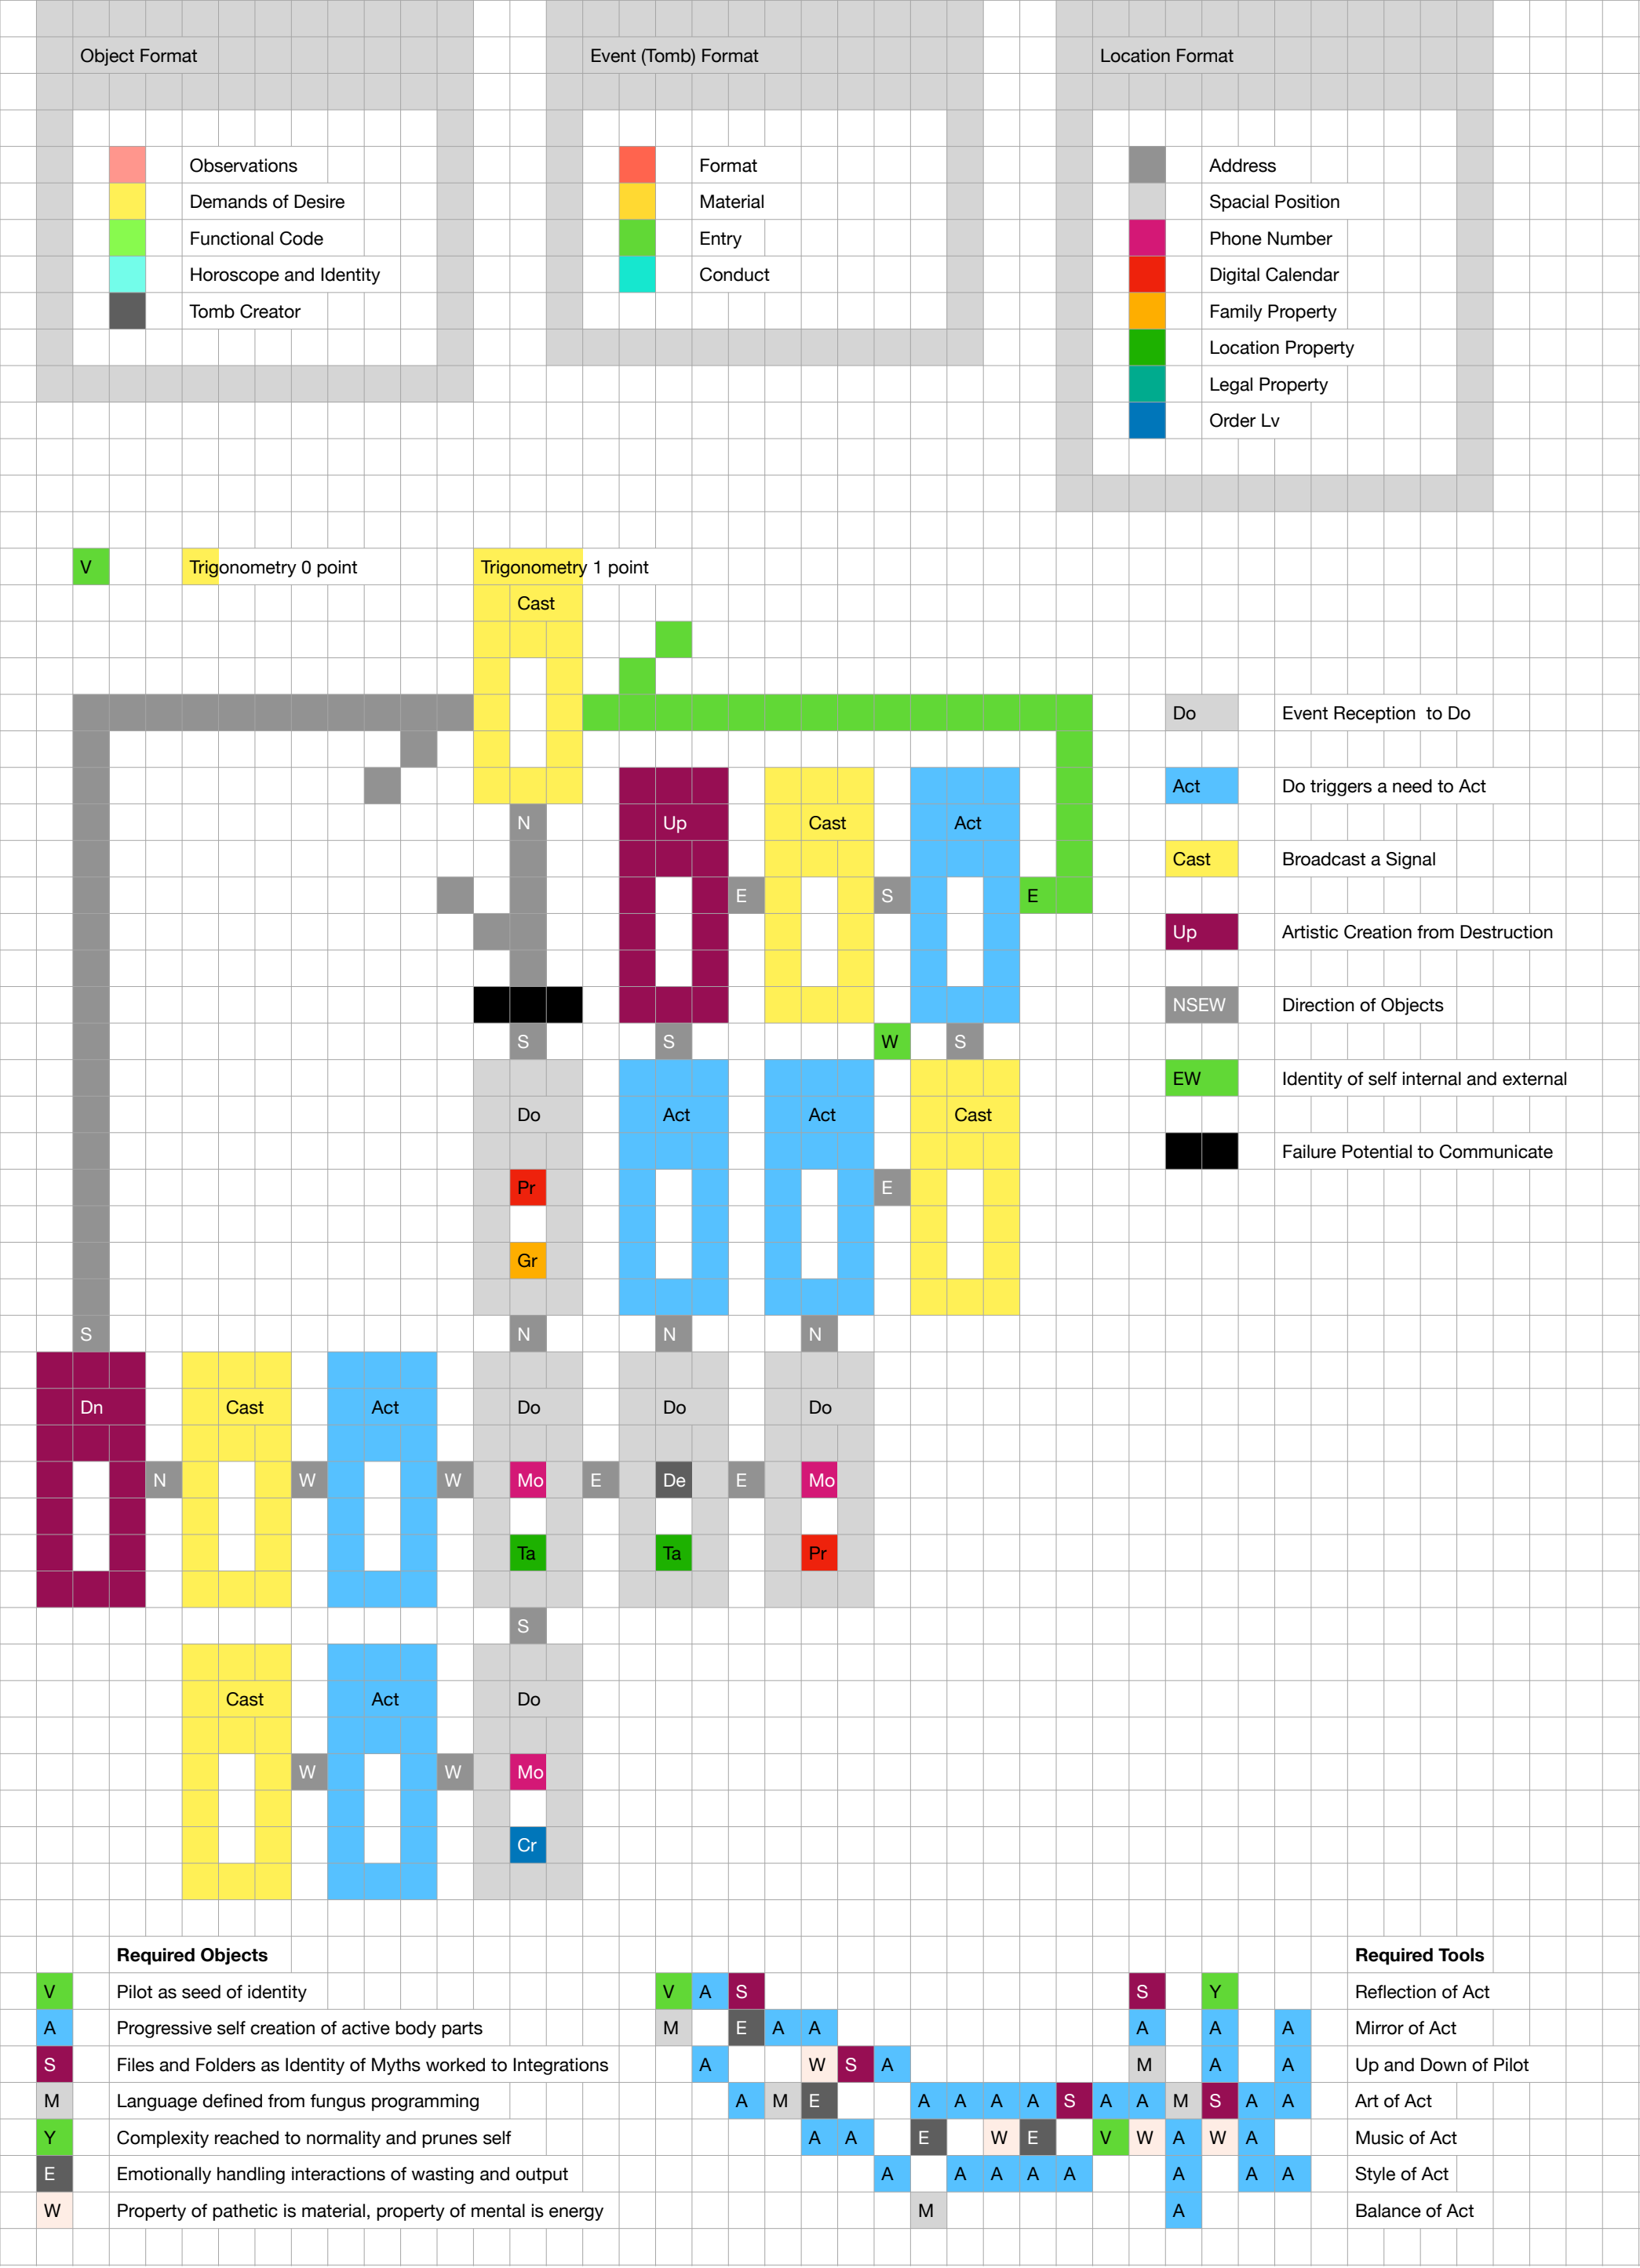 Object Format Event (Tomb) Format Location Format
Observations Format Address
Demands of Desire Material Spacial Position
Functional Code Entry Phone Number
Horoscope and Identity Conduct Digital Calendar
Tomb Creator Family Property
Location Property
Legal Property
Order Lv
V Trigonometry 0 point Trigonometry 1 point
Cast
Do Event Reception to Do
Act Do triggers a need to Act
N Up Cast Act
Cast Broadcast a Signal
E S E
Up Artistic Creation from Destruction
NSEW Direction of Objects
S S W S
EW Identity of self internal and external
Do Act Act Cast
Failure Potential to Communicate
Pr E
Gr
S N N N
Dn Cast Act Do Do Do
N W W Mo E De E Mo
Ta Ta Pr
S
Cast Act Do
W W Mo
Cr
Required Objects Required Tools
V Pilot as seed of identity V A S S Y Reflection of Act
A Progressive self creation of active body parts M E A A A A A Mirror of Act
S Files and Folders as Identity of Myths worked to Integrations A W S A M A A Up and Down of Pilot
M Language defined from fungus programming A M E A A A A S A A M S A A Art of Act
Y Complexity reached to normality and prunes self A A E W E V W A W A Music of Act
E Emotionally handling interactions of wasting and output A A A A A A A A Style of Act
W Property of pathetic is material, property of mental is energy M A Balance of Act